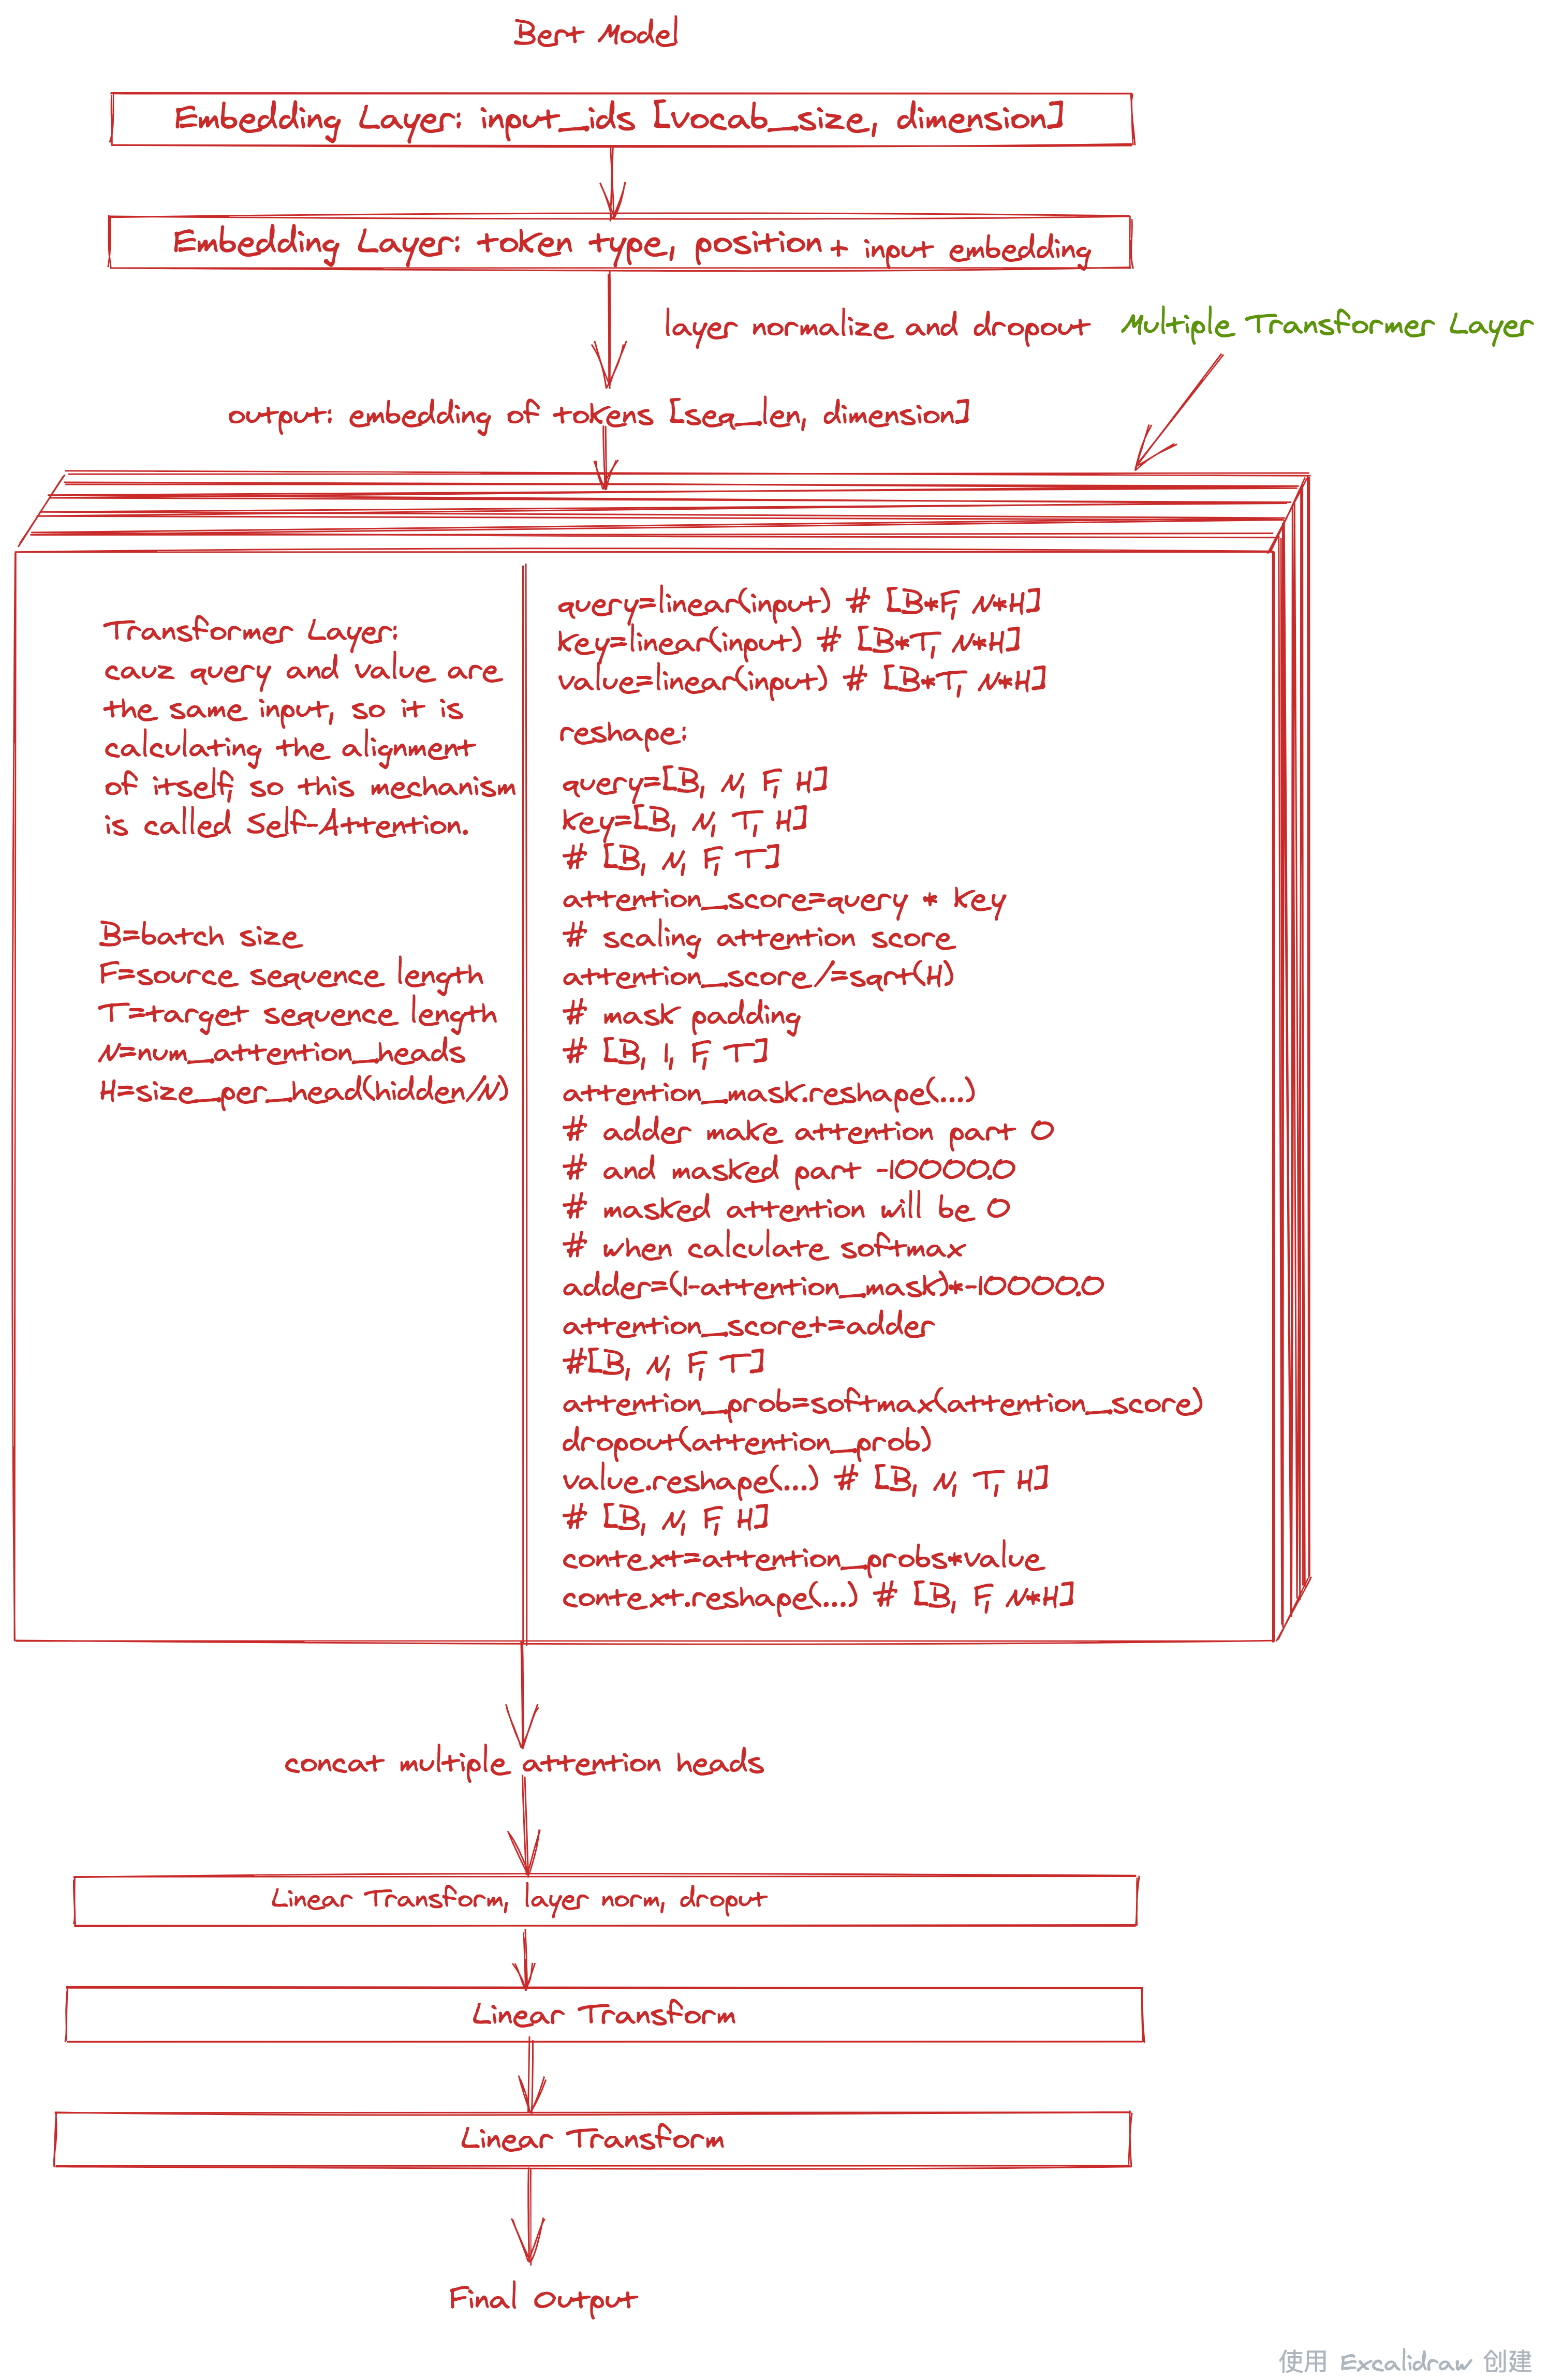 Bert Model
Embedding Layer: input_ids [vocab_size, dimension]
Embedding Layer: token type, position + input embedding
layer normalize and dropout
Multiple Transformer Layer
output: embedding of tokens [seq_len, dimension]
Transformer Layer:
cauz query and value are
the same input, so it is
calculating the alignment
of itself, so this mechanism
is called Self-Attention.
B=batch size
F=source sequence length
T=target sequence length
N=num_attention_heads
H=size_per_head(hidden/N)
query=linear(input) # [B*F, N*H]
key=linear(input) # [B*T, N*H]
value=linear(input) # [B*T, N*H]
reshape:
query=[B, N, F, H]
key=[B, N, T, H]
# [B, N, F, T]
attention_score=query * key
# scaling attention score
attention_score/=sqrt(H)
# mask padding
# [B, 1, F, T]
attention_mask.reshape(...)
# adder make attention part 0
# and masked part -10000.0
# masked attention will be 0
# when calculate softmax
adder=(1-attention_mask)*-10000.0
attention_score+=adder
#[B, N, F, T]
attention_prob=softmax(attention_score)
dropout(attention_prob)
value.reshape(...) # [B, N, T, H]
# [B, N, F, H]
context=attention_probs*value
context.reshape(...) # [B, F, N*H]
concat multiple attention heads
Linear Transform, layer norm, droput
Linear Transform
Linear Transform
Final Output
使用 Excalidraw 创建